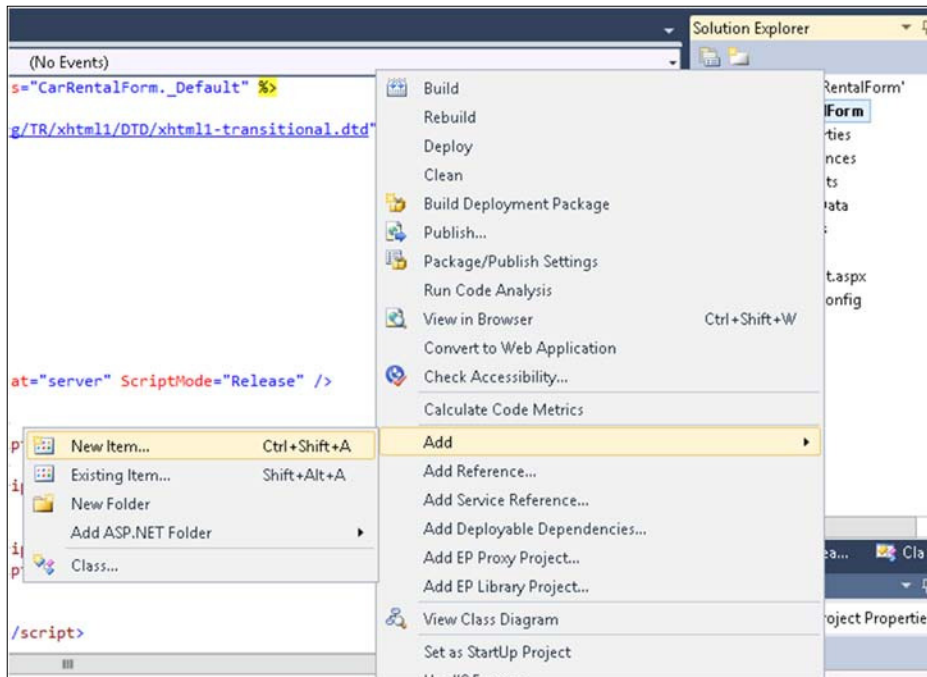 Solution Explorer
(No Events)
s="CarRentalForm._Default" %>
g/TR/xhtml1/DTD/xhtml1-transitional.dtd"
at="server" ScriptMode="Release" />
/script>
Build
Rebuild
Deploy
Clean
Build Deployment Package
Publish...
Package/Publish Settings
Run Code Analysis
View in Browser Ctrl+Shift+W
Convert to Web Application
Check Accessibility...
Calculate Code Metrics
Add
Add Reference...
Add Service Reference...
Add Deployable Dependencies...
Add EP Proxy Project...
Add EP Library Project...
View Class Diagram
Set as StartUp Project
New Item... Ctrl+Shift+A
Existing Item... Shift+Alt+A
New Folder
Add ASP.NET Folder
Class...
RentalForm'
lForm
rties
nces
ts
t.aspx
onfig
ea... Cla
roject Propertie